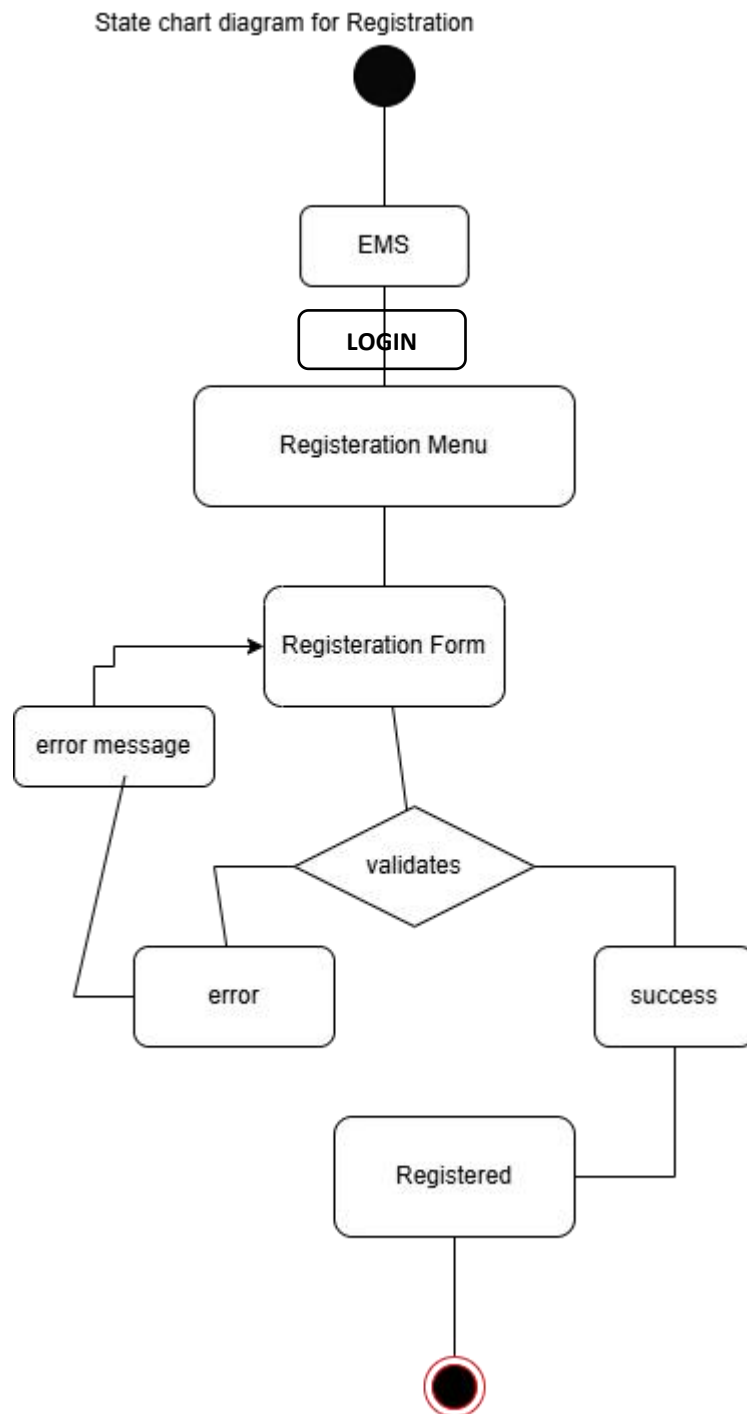 State chart diagram for Registration
EMS
LOGIN
Registeration Menu
Registeration Form
error message
validates
error
success
Registered